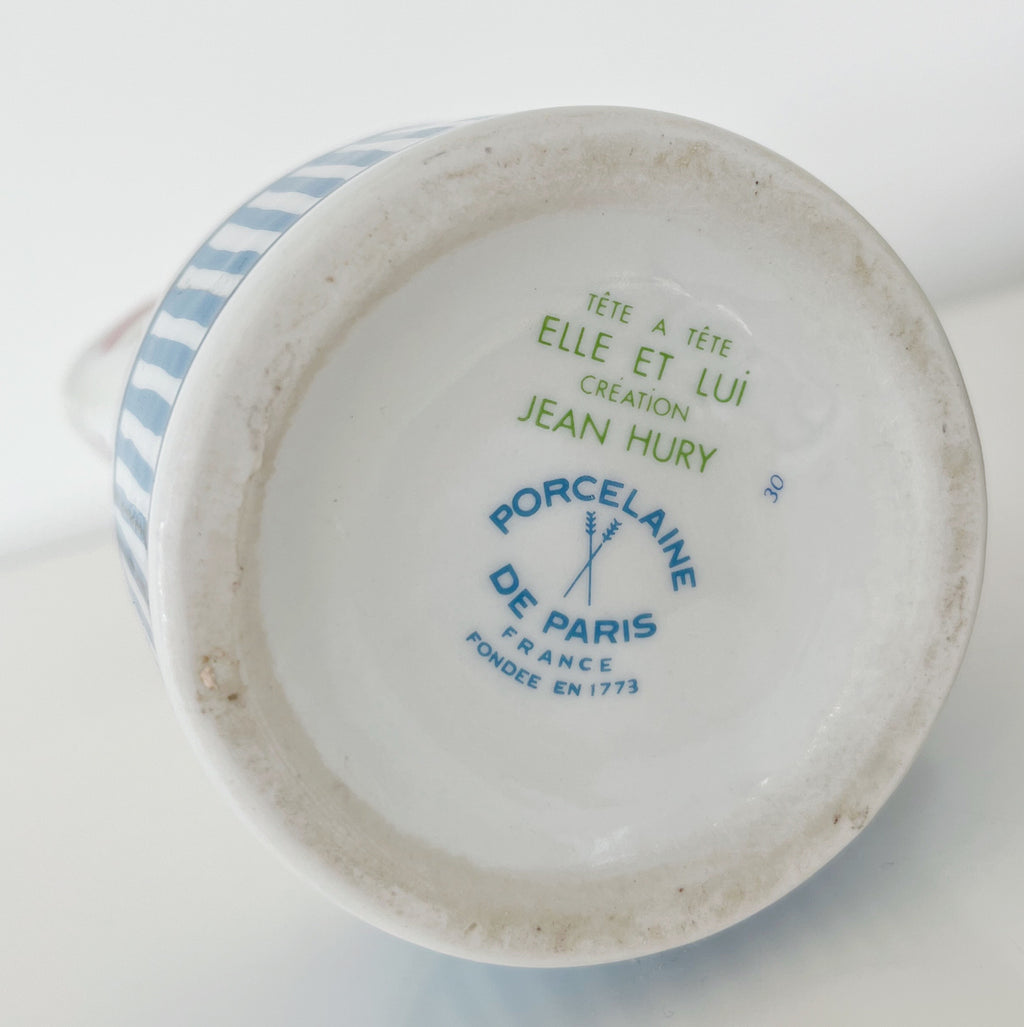 TÊTE A TÊTE
ELLE ET LUi
CRÉATiON
JEAN HURY
30
PORCELAINE
DE PARIS
FRANCE
FONDEE EN 1773